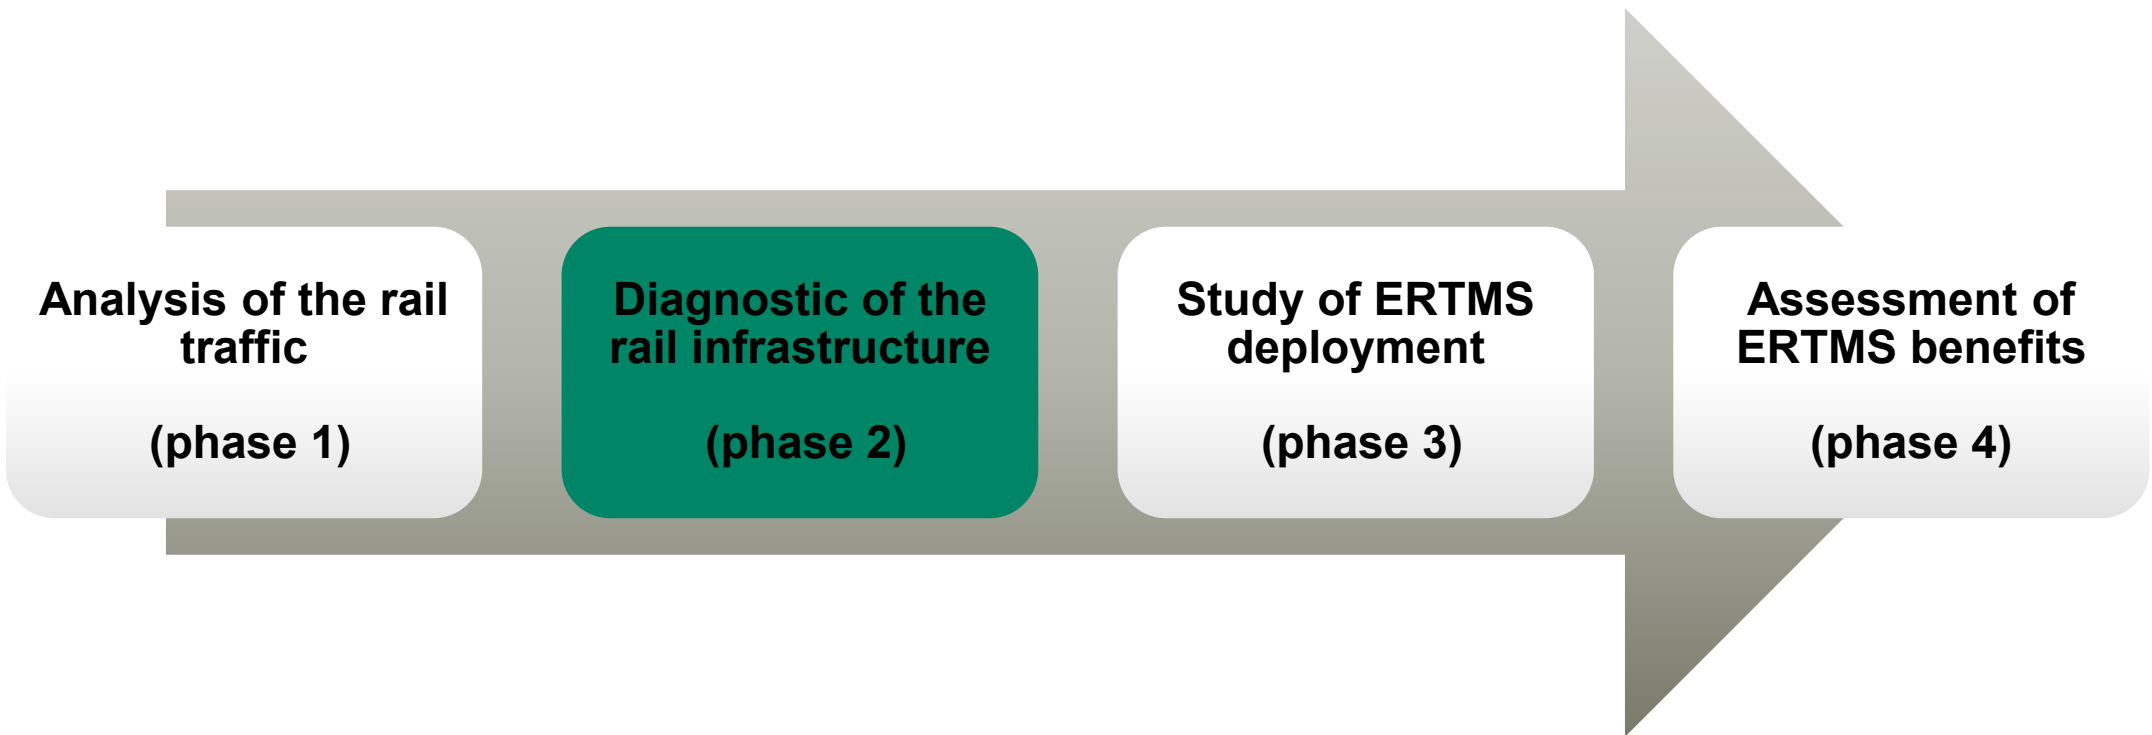 Analysis of the rail
traffic
(phase 1)
Diagnostic of the
rail infrastructure
(phase 2)
Study of ERTMS
deployment
(phase 3)
Assessment of
ERTMS benefits
(phase 4)